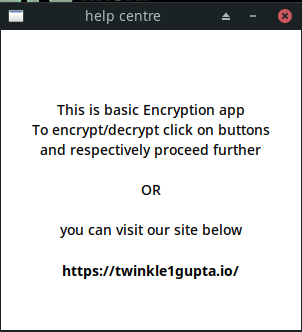 help centre
This is basic Encryption app
To encrypt/decrypt click on buttons
and respectively proceed further
OR
you can visit our site below
https://twinkle1gupta.io/